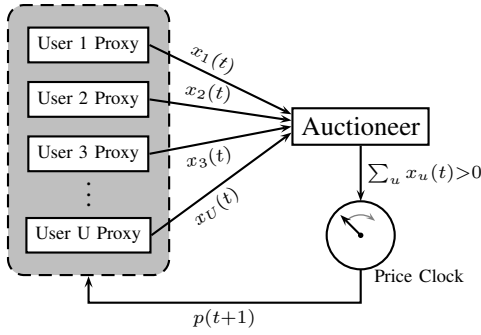 User 1 Proxy
User 2 Proxy
User 3 Proxy
⋮
User U Proxy
x₁(t)
x₂(t)
x₃(t)
x_U(t)
Auctioneer
∑ᵤ xᵤ(t)>0
Price Clock
p(t+1)